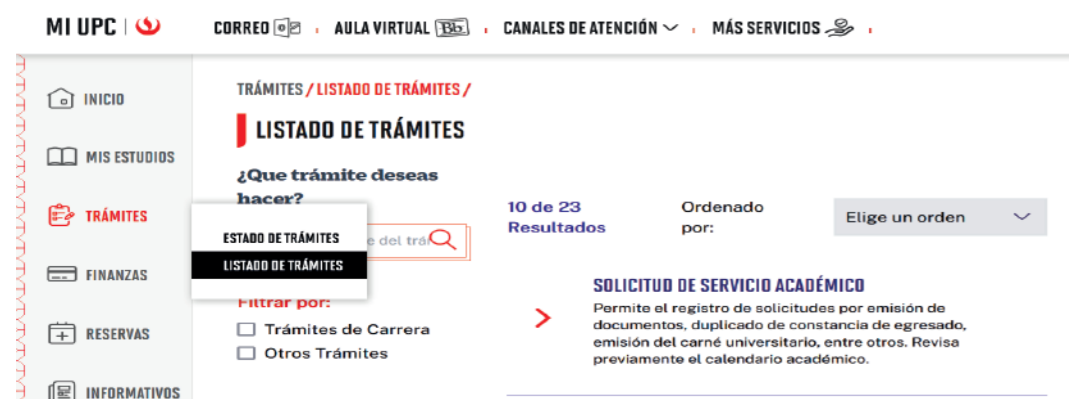 MI UPC
CORREO
AULA VIRTUAL Bb
CANALES DE ATENCIÓN
MÁS SERVICIOS
INICIO
MIS ESTUDIOS
TRÁMITES
FINANZAS
RESERVAS
INFORMATIVOS
TRÁMITES / LISTADO DE TRÁMITES /
LISTADO DE TRÁMITES
¿Que trámite deseas
hacer?
ESTADO DE TRÁMITES
LISTADO DE TRÁMITES
e del trá
Filtrar por:
Trámites de Carrera
Otros Trámites
10 de 23
Resultados
Ordenado
por:
Elige un orden
SOLICITUD DE SERVICIO ACADÉMICO
Permite el registro de solicitudes por emisión de
documentos, duplicado de constancia de egresado,
emisión del carné universitario, entre otros. Revisa
previamente el calendario académico.